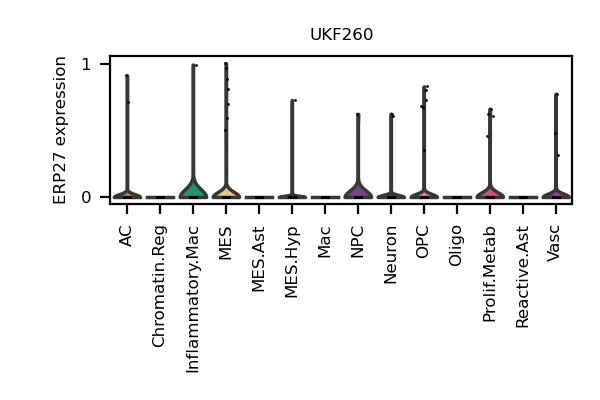 UKF260
ERP27 expression
1
0
AC
Chromatin.Reg
Inflammatory.Mac
MES
MES.Ast
MES.Hyp
Mac
NPC
Neuron
OPC
Oligo
Prolif.Metab
Reactive.Ast
Vasc